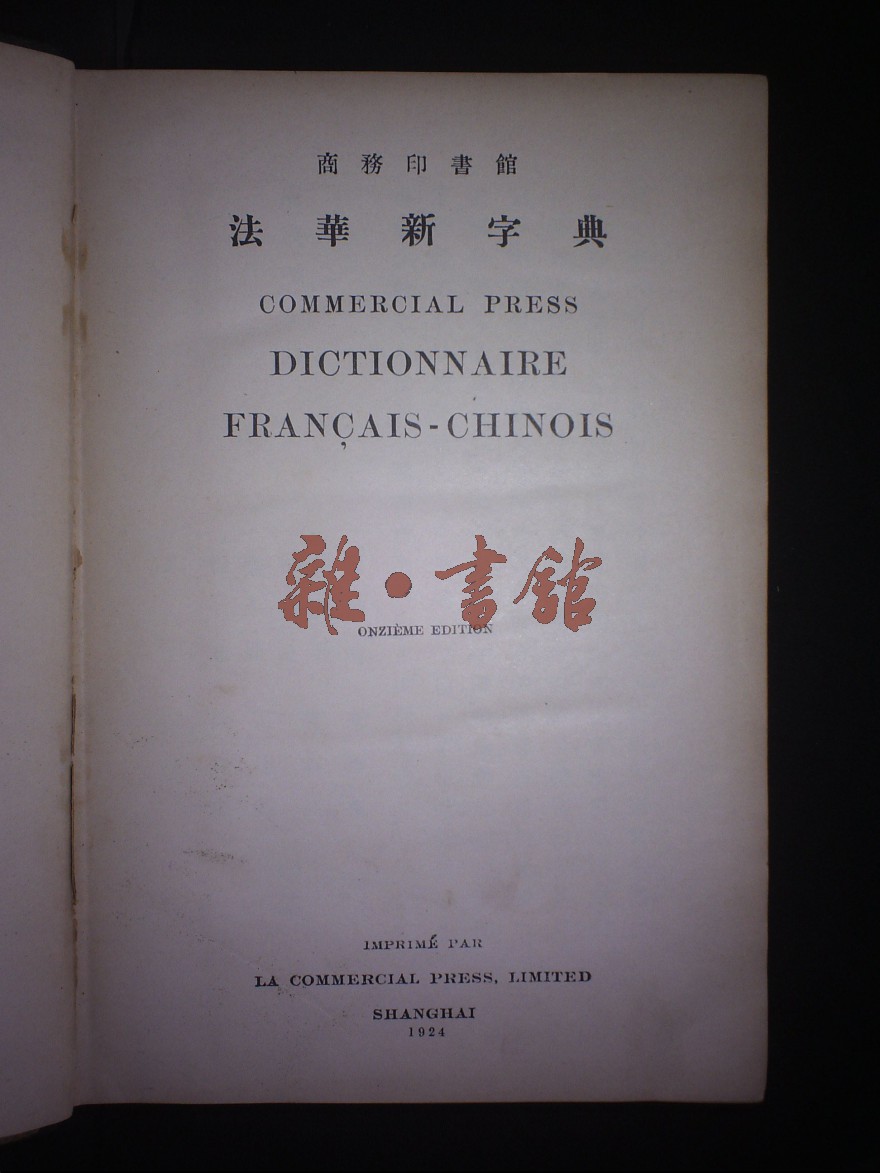 商務印書館
法華新字典
COMMERCIAL PRESS
DICTIONNAIRE
FRANÇAIS-CHINOIS
雜·書館
ONZIÈME EDITION
IMPRIMÉ PAR
LA COMMERCIAL PRESS, LIMITED
SHANGHAI
1924